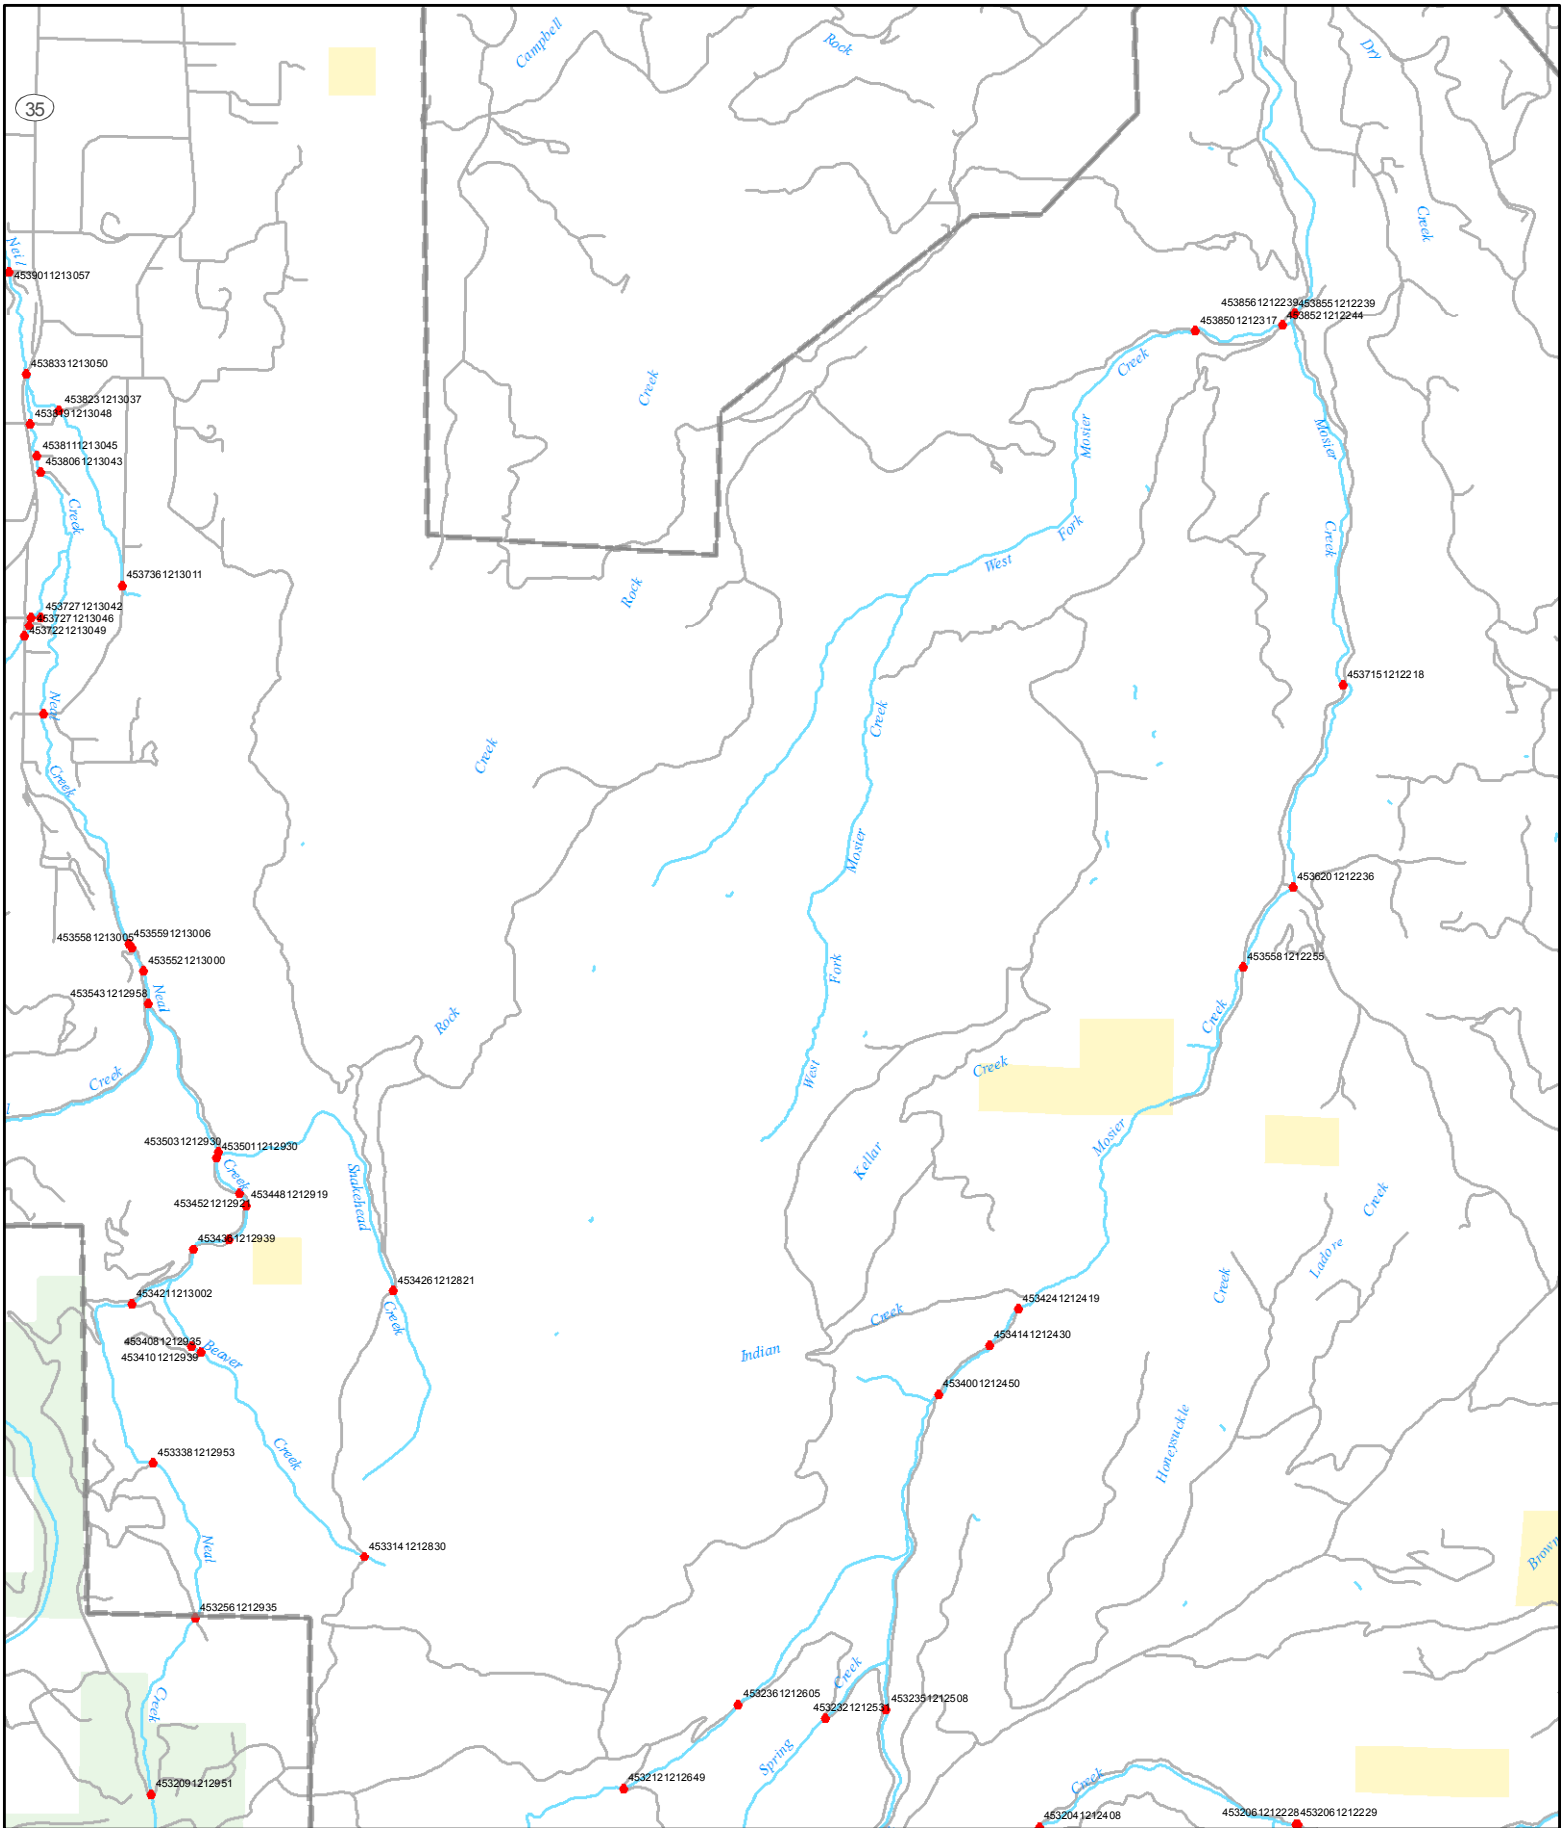 Campbell
Rock
Dry
35
Creek
Neil
4539011213057
4538561212239
4538551212239
4538501212317
4538521212244
Creek
4538331213050
Creek
4538231213037
4538191213048
Mosier
Mosier
4538111213045
4538061213043
Creek
Fork
Creek
West
4537361213011
Rock
4537271213042
4537271213046
4537221213049
4537151212218
Neal
Creek
Creek
Creek
Mosier
4536201212236
4535581213005
4535591213006
4535521213000
Fork
4535581212255
4535431212958
Neal
Rock
Creek
Creek
West
Creek
l
Mosier
4535031212930
4535011212930
Kellar
Creek
Snakehead
4534481212919
4534521212921
Creek
4534361212939
Ladore
4534261212821
Creek
4534211213002
4534241212419
Creek
Creek
4534081212935
Beaver
4534101212939
Indian
4534141212430
4534001212450
Honeysuckle
Creek
4533381212953
Neal
4533141212830
Brown
4532561212935
Creek
Creek
4532361212605
4532321212531
4532351212508
Spring
4532091212951
4532121212649
Creek
4532041212408
4532061212228
4532061212229